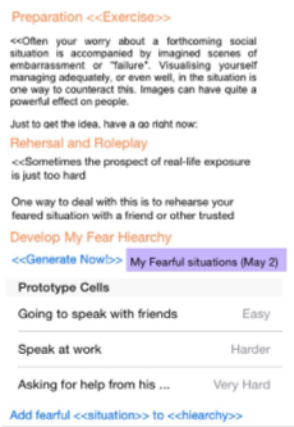 Preparation <<Exercise>>
<<Often your worry about a forthcoming social
situation is accompanied by imagined scenes of
embarrassment or "failure". Visualising yourself
managing adequately, or even well, in the situation is
one way to counteract this. Images can have quite a
powerful effect on people.
Just to get the idea, have a go right now:
Rehersal and Roleplay
<<Sometimes the prospect of real-life exposure
is just too hard
One way to deal with this is to rehearse your
feared situation with a friend or other trusted
Develop My Fear Hiearchy
<<Generate Now!>> My Fearful situations (May 2)
Prototype Cells
Going to speak with friends Easy
Speak at work Harder
Asking for help from his ... Very Hard
Add fearful <<situation>> to <<hiearchy>>